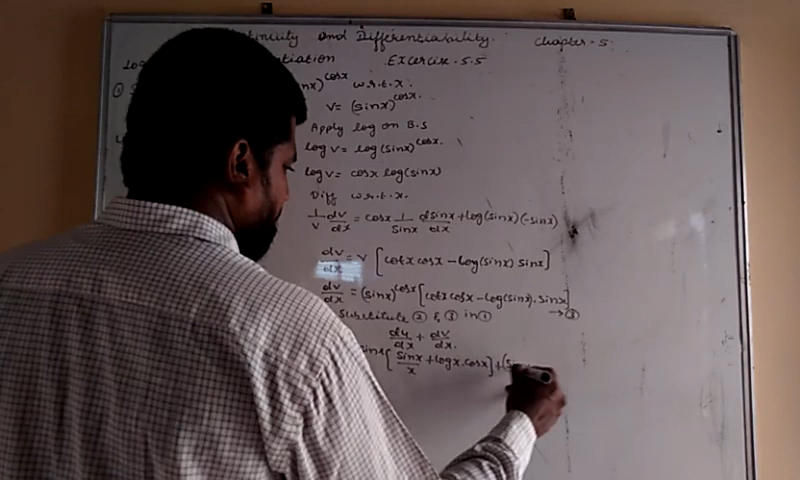 and Differentiability. Chapter - 5
Excercise - 5.5
cosx w.r.t.x.
v = (sinx)^cosx.
Apply log on B.S
log v = log(sinx)^cosx.
log v = cosx log(sinx)
Diff w.r.t.x.
1/v dv/dx = cosx 1/sinx dsinx/dx + log(sinx)(-sinx)
dv/dx = v [cotx cosx - log(sinx) sinx]
dv/dx = (sinx)^cosx [cotx cosx - log(sinx). sinx] → ③
Substitute ② & ③ in ①
du/dx + dv/dx.
sinx [sinx/x + logx. cosx] + (s